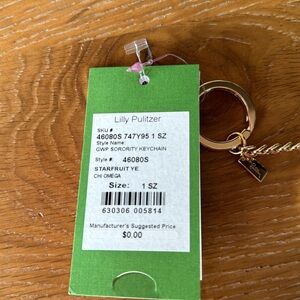 Lilly Pulitzer
SKU #
46080S 747Y95 1 SZ
Style Name
GWP SORORITY KEYCHAIN
Style #: 46080S
STARFRUIT YE
CHI OMEGA
Size: 1 SZ
630306 005814
Manufacturer's Suggested Price
$0.00